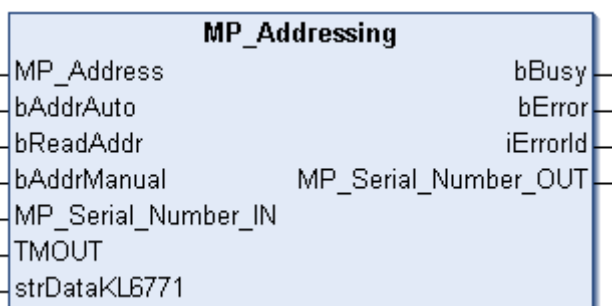 MP_Addressing
MP_Address bBusy
bAddrAuto bError
bReadAddr iErrorId
bAddrManual MP_Serial_Number_OUT
MP_Serial_Number_IN
TMOUT
strDataKL6771